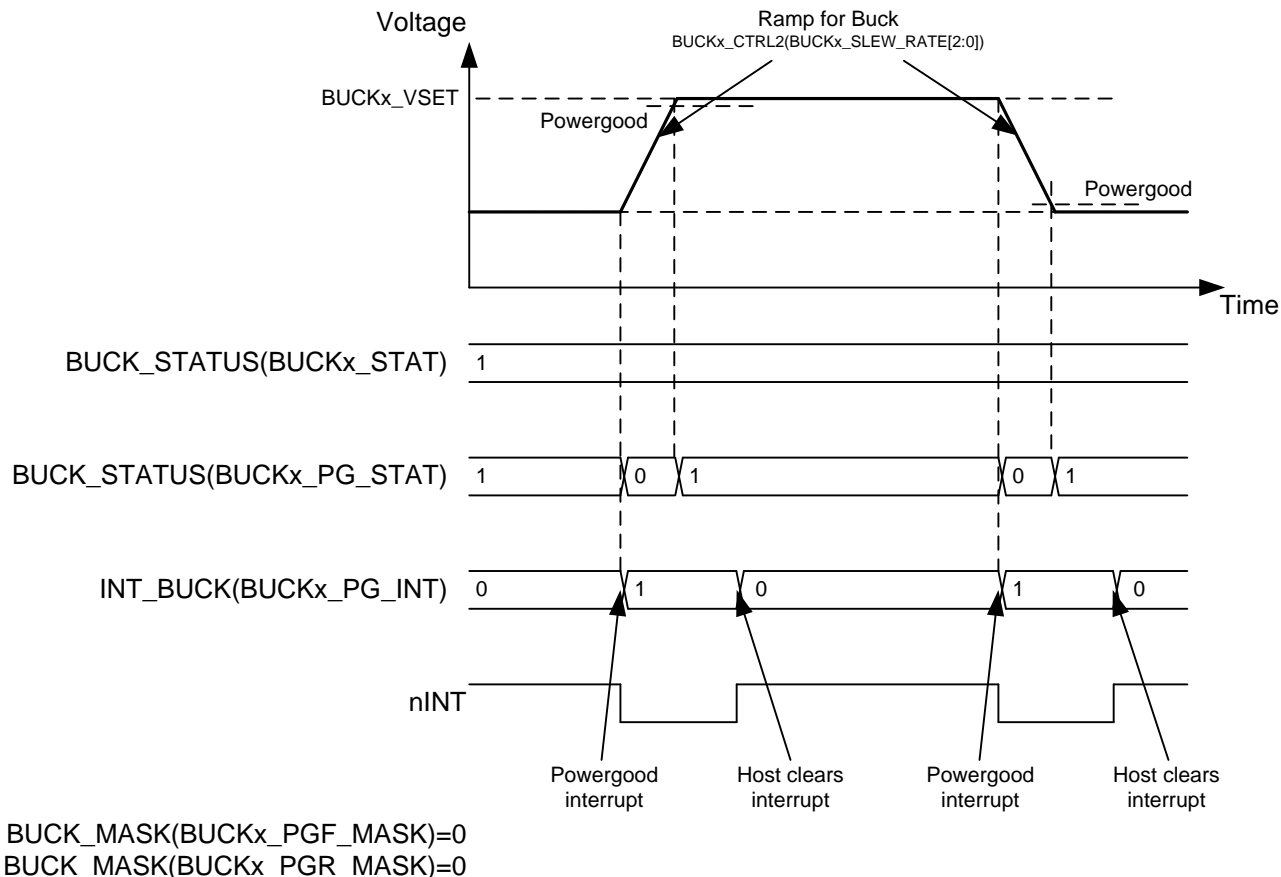 Voltage
Ramp for Buck
BUCKx_CTRL2(BUCKx_SLEW_RATE[2:0])
BUCKx_VSET
Powergood
Powergood
Time
BUCK_STATUS(BUCKx_STAT)
1
BUCK_STATUS(BUCKx_PG_STAT)
1
0
1
0
1
INT_BUCK(BUCKx_PG_INT)
0
1
0
1
0
nINT
Powergood
interrupt
Host clears
interrupt
Powergood
interrupt
Host clears
interrupt
BUCK_MASK(BUCKx_PGF_MASK)=0
BUCK_MASK(BUCKx_PGR_MASK)=0